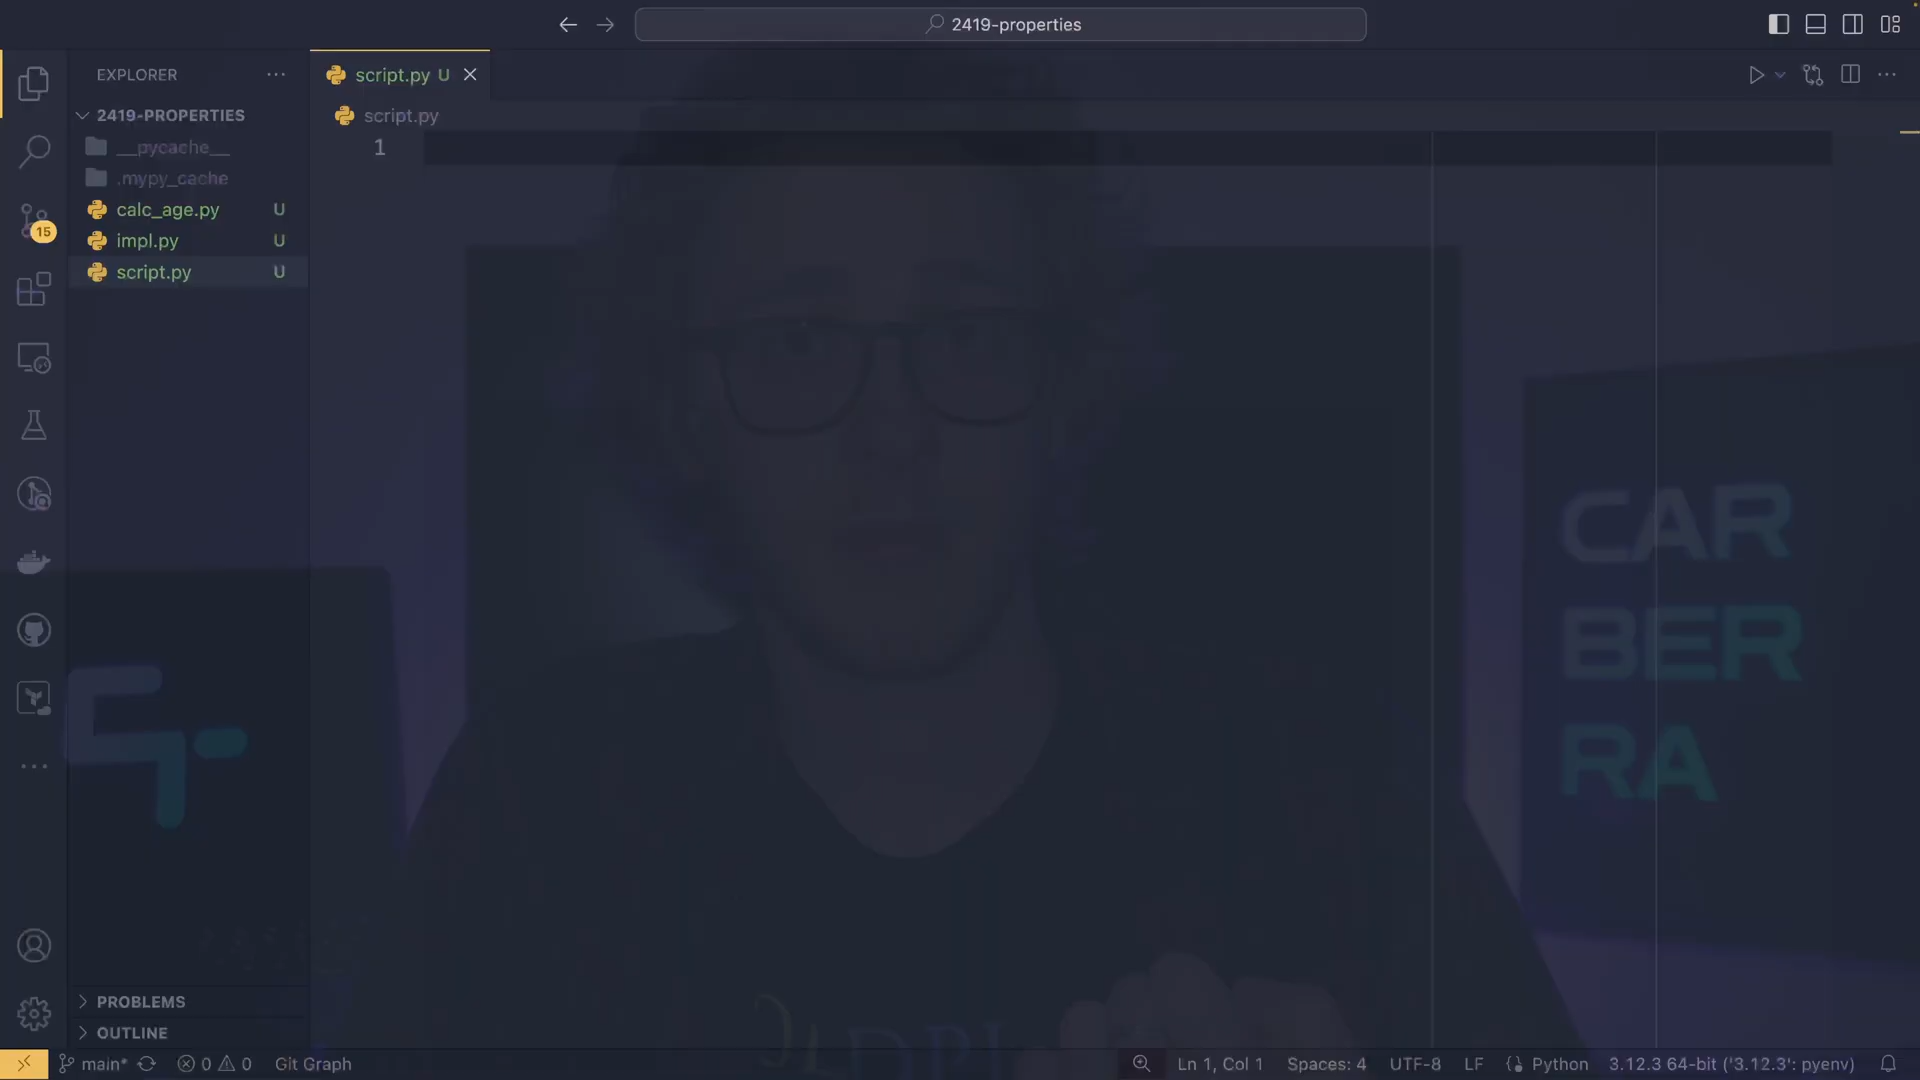 2419-properties
EXPLORER
script.py U
2419-PROPERTIES
script.py
__pycache__
1
.mypy_cache
calc_age.py U
15
impl.py U
script.py U
CAR
BER
RA
PROBLEMS
OUTLINE
main* 0 0 Git Graph
Ln 1, Col 1 Spaces: 4 UTF-8 LF Python 3.12.3 64-bit ('3.12.3': pyenv)